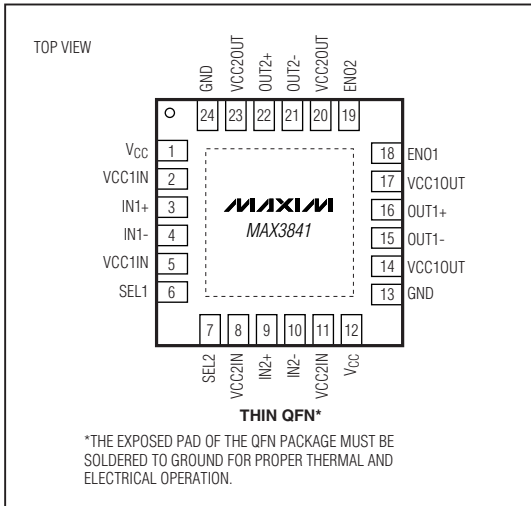 TOP VIEW
GND
VCC2OUT
OUT2+
OUT2-
VCC2OUT
ENO2
24 23 22 21 20 19
VCC 1
VCC1IN 2
IN1+ 3
IN1- 4
VCC1IN 5
SEL1 6
MAXIM
MAX3841
18 ENO1
17 VCC1OUT
16 OUT1+
15 OUT1-
14 VCC1OUT
13 GND
7 8 9 10 11 12
SEL2
VCC2IN
IN2+
IN2-
VCC2IN
VCC
THIN QFN*
*THE EXPOSED PAD OF THE QFN PACKAGE MUST BE
SOLDERED TO GROUND FOR PROPER THERMAL AND
ELECTRICAL OPERATION.